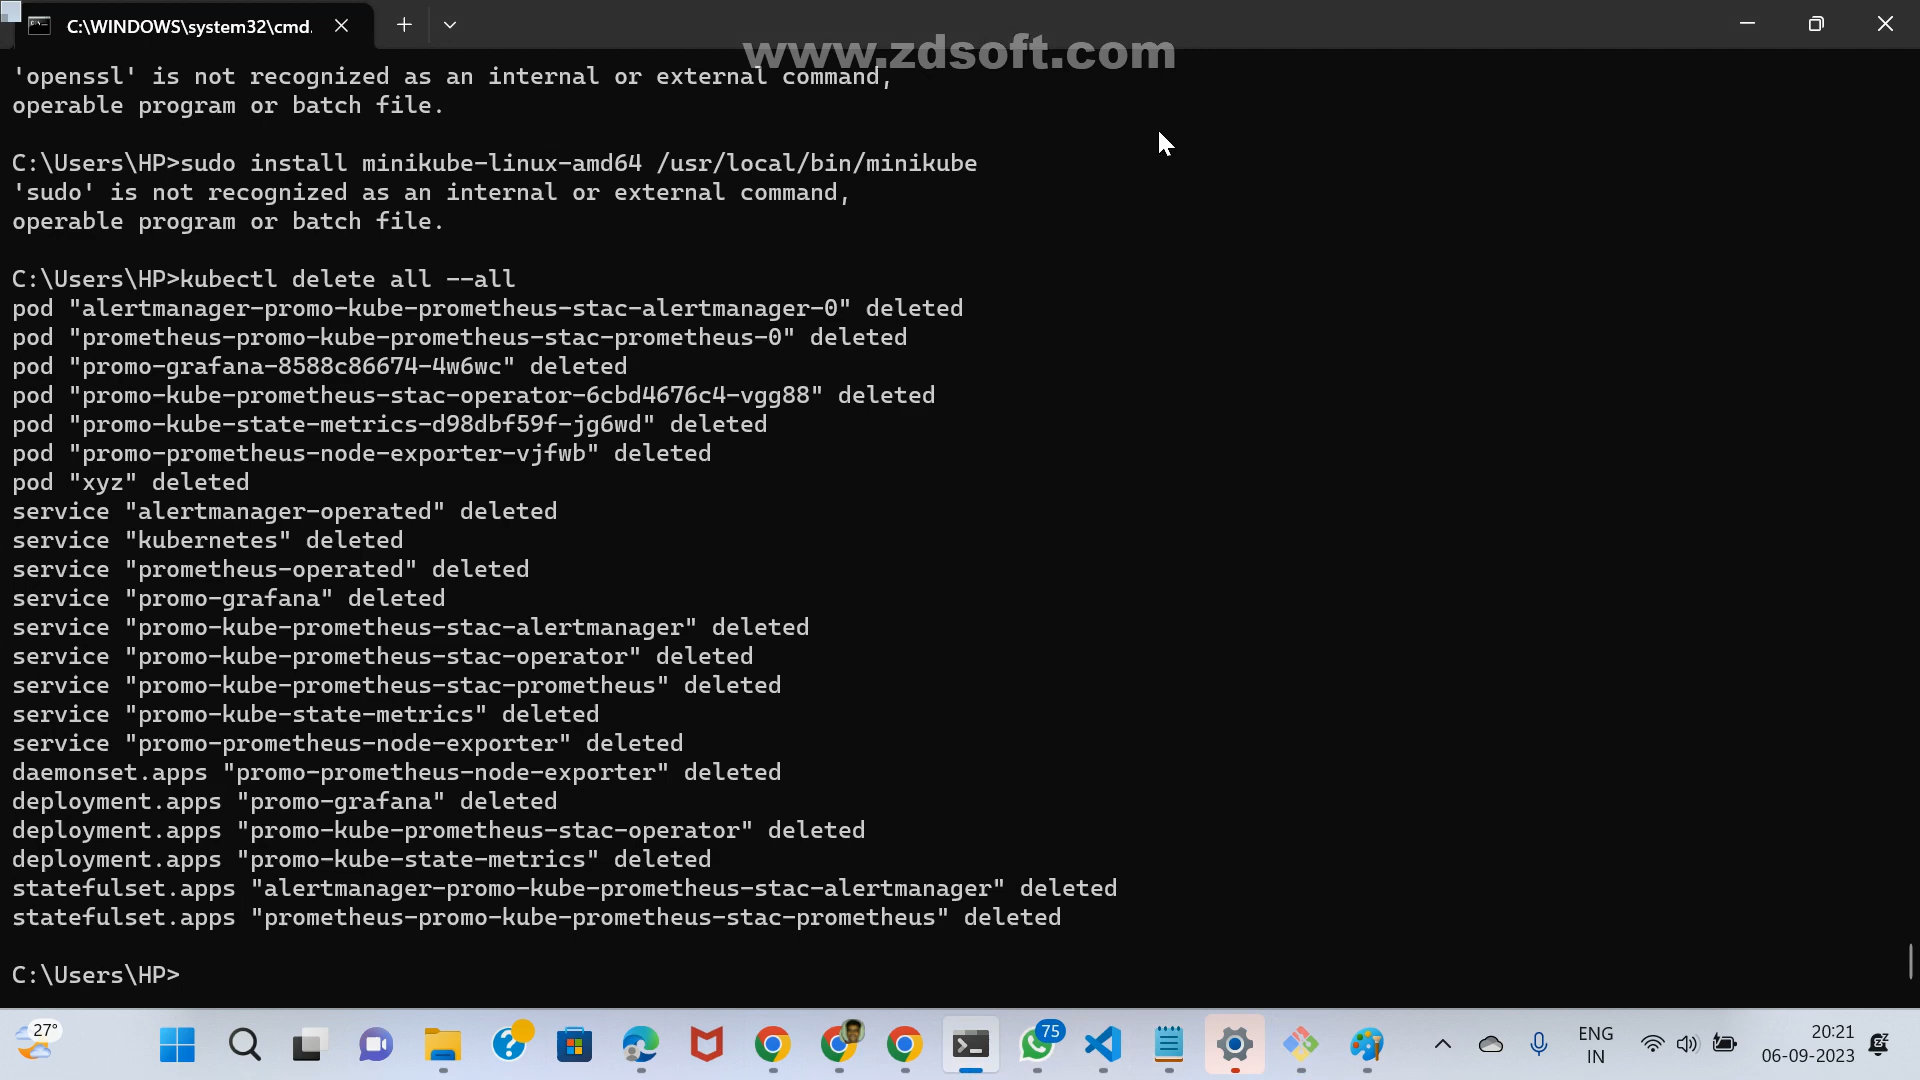 C:\WINDOWS\system32\cmd.
www.zdsoft.com
'openssl' is not recognized as an internal or external command,
operable program or batch file.
C:\Users\HP>sudo install minikube-linux-amd64 /usr/local/bin/minikube
'sudo' is not recognized as an internal or external command,
operable program or batch file.
C:\Users\HP>kubectl delete all --all
pod "alertmanager-promo-kube-prometheus-stac-alertmanager-0" deleted
pod "prometheus-promo-kube-prometheus-stac-prometheus-0" deleted
pod "promo-grafana-8588c86674-4w6wc" deleted
pod "promo-kube-prometheus-stac-operator-6cbd4676c4-vgg88" deleted
pod "promo-kube-state-metrics-d98dbf59f-jg6wd" deleted
pod "promo-prometheus-node-exporter-vjfwb" deleted
pod "xyz" deleted
service "alertmanager-operated" deleted
service "kubernetes" deleted
service "prometheus-operated" deleted
service "promo-grafana" deleted
service "promo-kube-prometheus-stac-alertmanager" deleted
service "promo-kube-prometheus-stac-operator" deleted
service "promo-kube-prometheus-stac-prometheus" deleted
service "promo-kube-state-metrics" deleted
service "promo-prometheus-node-exporter" deleted
daemonset.apps "promo-prometheus-node-exporter" deleted
deployment.apps "promo-grafana" deleted
deployment.apps "promo-kube-prometheus-stac-operator" deleted
deployment.apps "promo-kube-state-metrics" deleted
statefulset.apps "alertmanager-promo-kube-prometheus-stac-alertmanager" deleted
statefulset.apps "prometheus-promo-kube-prometheus-stac-prometheus" deleted
C:\Users\HP>
27°
75
ENG
IN
20:21
06-09-2023